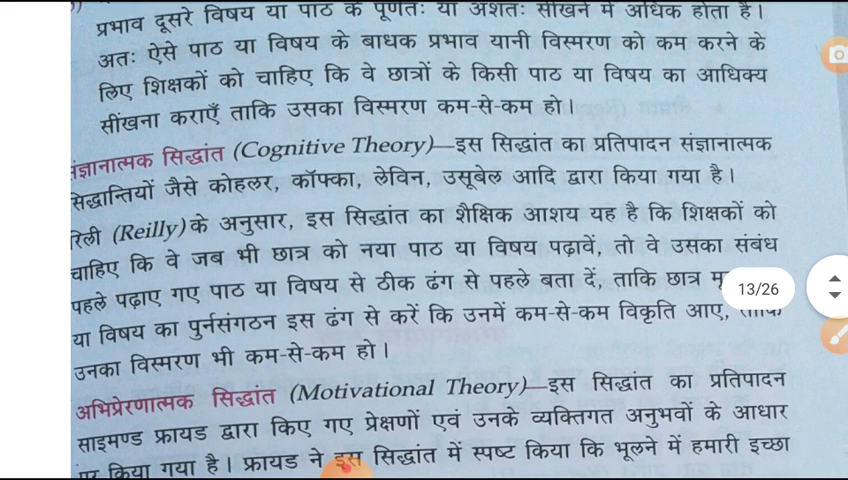 प्रभाव दूसरे विषय या पाठ के पूर्णतः या अंशतः सीखने में अधिक होता है।
अतः ऐसे पाठ या विषय के बाधक प्रभाव यानी विस्मरण को कम करने के
लिए शिक्षकों को चाहिए कि वे छात्रों के किसी पाठ या विषय का आधिक्य
सींखना कराएँ ताकि उसका विस्मरण कम-से-कम हो।
संज्ञानात्मक सिद्धांत (Cognitive Theory)—इस सिद्धांत का प्रतिपादन संज्ञानात्मक
सिद्धान्तियों जैसे कोहलर, कॉफ्का, लेविन, उसूबेल आदि द्वारा किया गया है।
रिली (Reilly) के अनुसार, इस सिद्धांत का शैक्षिक आशय यह है कि शिक्षकों को
चाहिए कि वे जब भी छात्र को नया पाठ या विषय पढ़ावें, तो वे उसका संबंध
पहले पढ़ाए गए पाठ या विषय से ठीक ढंग से पहले बता दें, ताकि छात्र
13/26
या विषय का पुर्नसंगठन इस ढंग से करें कि उनमें कम-से-कम विकृति आए,
उनका विस्मरण भी कम-से-कम हो।
अभिप्रेरणात्मक सिद्धांत (Motivational Theory)—इस सिद्धांत का प्रतिपादन
साइमण्ड फ्रायड द्वारा किए गए प्रेक्षणों एवं उनके व्यक्तिगत अनुभवों के आधार
पर किया गया है। फ्रायड ने इस सिद्धांत में स्पष्ट किया कि भूलने में हमारी इच्छा